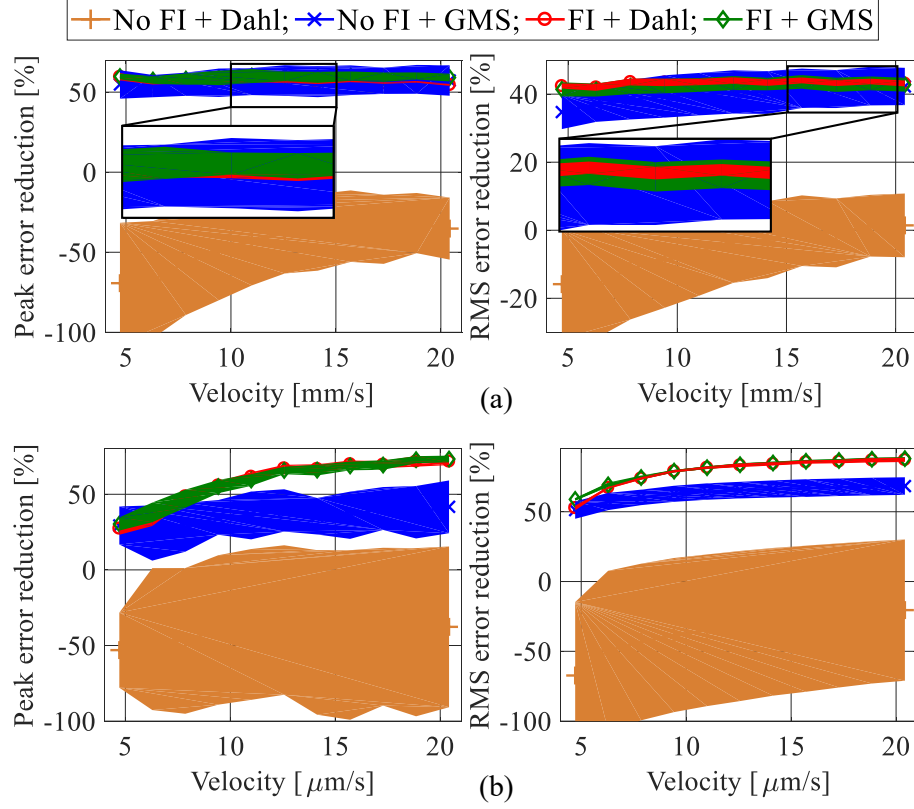 No FI + Dahl; No FI + GMS; FI + Dahl; FI + GMS
Peak error reduction [%]
50
0
-50
-100
5
10
15
20
Velocity [mm/s]
RMS error reduction [%]
40
20
0
-20
5
10
15
20
Velocity [mm/s]
(a)
Peak error reduction [%]
50
0
-50
-100
5
10
15
20
Velocity [ μm/s]
RMS error reduction [%]
50
0
-50
-100
5
10
15
20
Velocity [ μm/s]
(b)